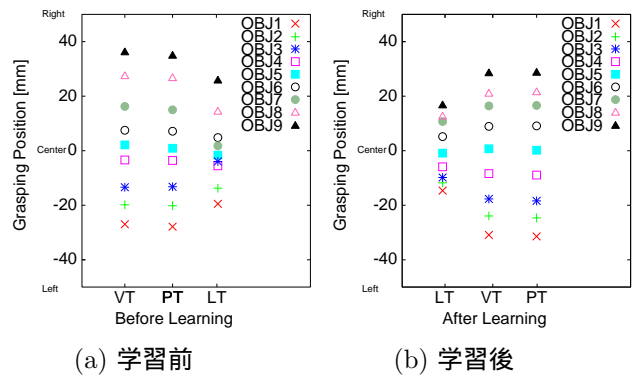 Right
40
20
Center 0
-20
-40
Left
Grasping Position [mm]
OBJ1
OBJ2
OBJ3
OBJ4
OBJ5
OBJ6
OBJ7
OBJ8
OBJ9
VT PT LT
Before Learning
(a) 学習前
Right
40
20
Center 0
-20
-40
Left
Grasping Position [mm]
OBJ1
OBJ2
OBJ3
OBJ4
OBJ5
OBJ6
OBJ7
OBJ8
OBJ9
LT VT PT
After Learning
(b) 学習後